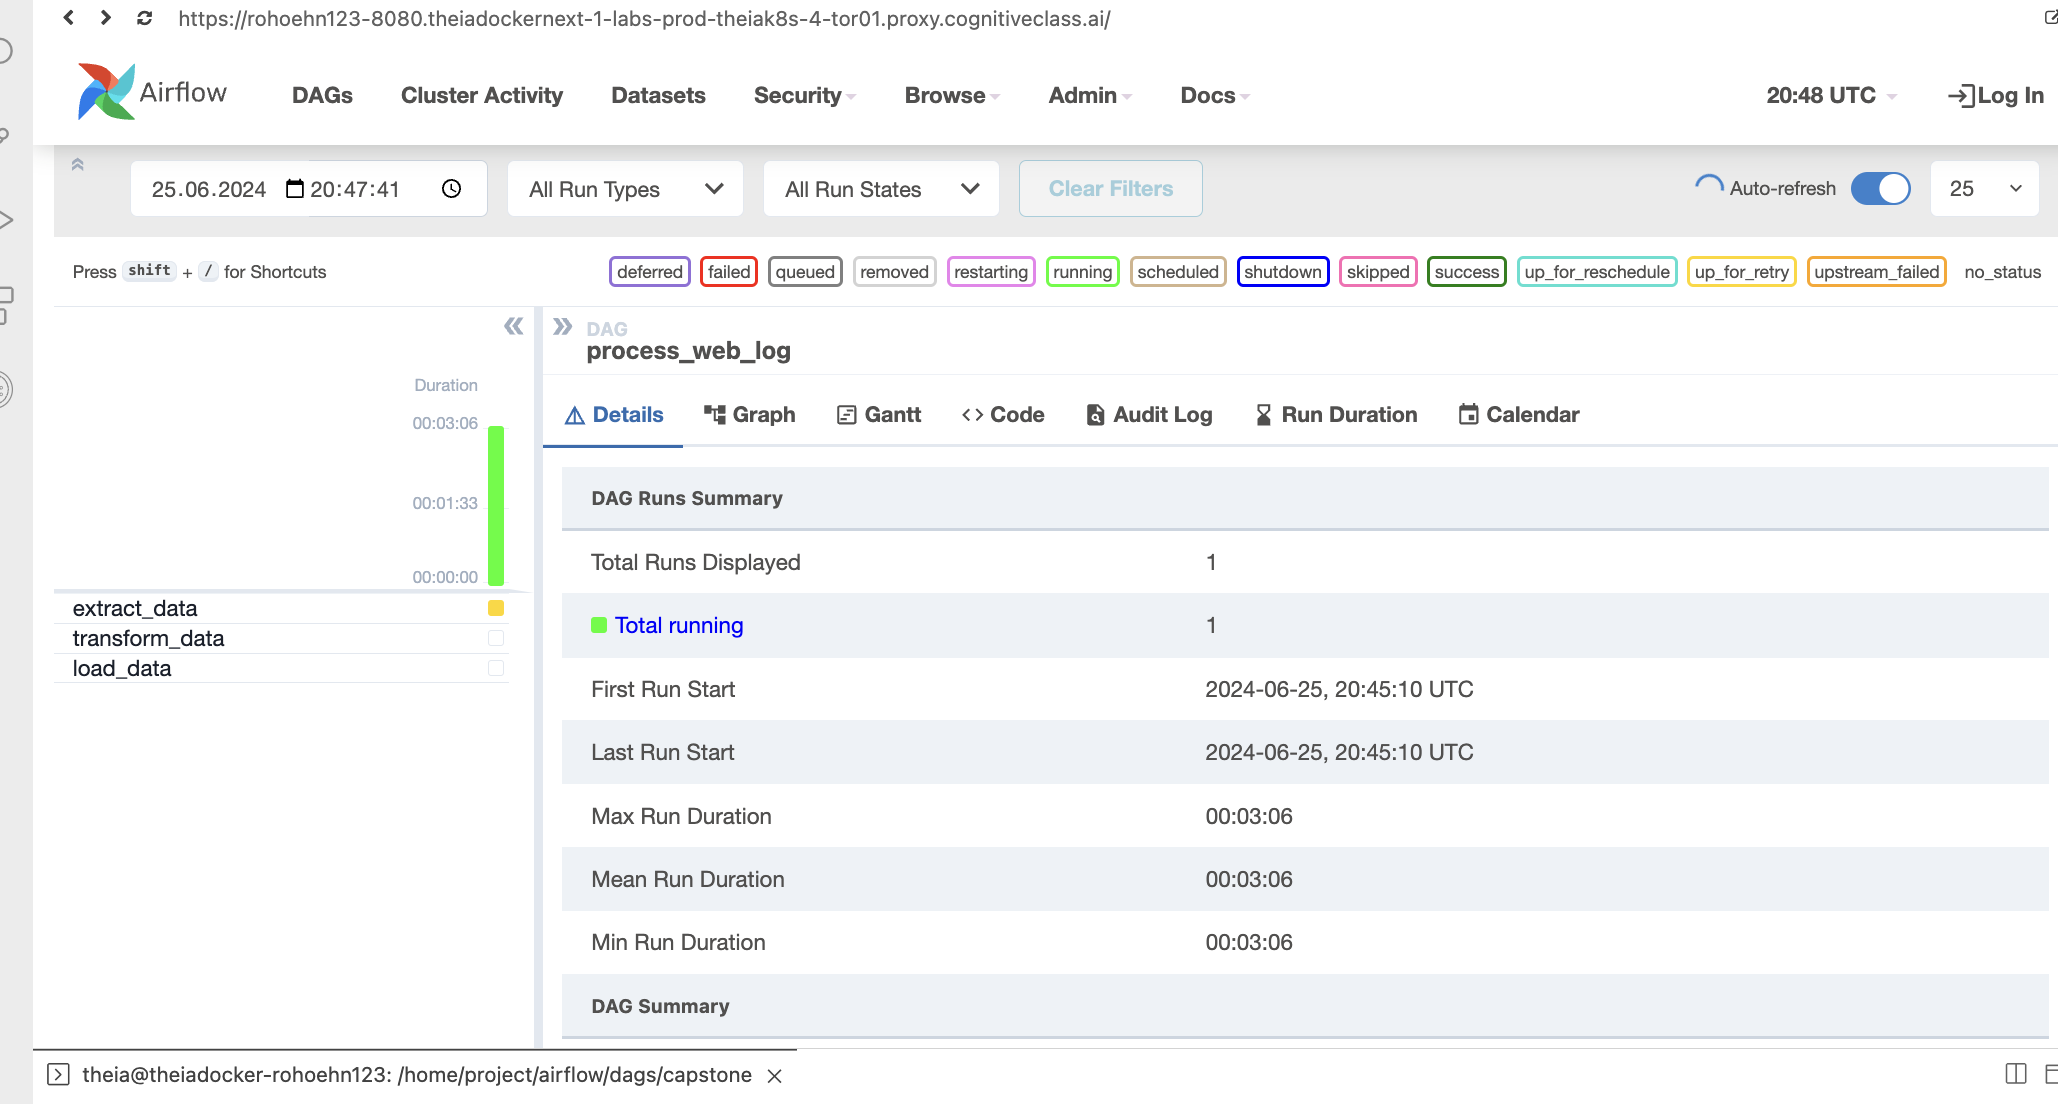 https://rohoehn123-8080.theiadockernext-1-labs-prod-theiak8s-4-tor01.proxy.cognitiveclass.ai/
Airflow DAGs Cluster Activity Datasets Security Browse Admin Docs 20:48 UTC Log In
25.06.2024 20:47:41 All Run Types All Run States Clear Filters Auto-refresh 25
Press shift + / for Shortcuts deferred failed queued removed restarting running scheduled shutdown skipped success up_for_reschedule up_for_retry upstream_failed no_status
Duration
00:03:06
00:01:33
00:00:00
extract_data
transform_data
load_data
DAG
process_web_log
Details Graph Gantt Code Audit Log Run Duration Calendar
DAG Runs Summary
Total Runs Displayed 1
Total running 1
First Run Start 2024-06-25, 20:45:10 UTC
Last Run Start 2024-06-25, 20:45:10 UTC
Max Run Duration 00:03:06
Mean Run Duration 00:03:06
Min Run Duration 00:03:06
DAG Summary
theia@theiadocker-rohoehn123: /home/project/airflow/dags/capstone